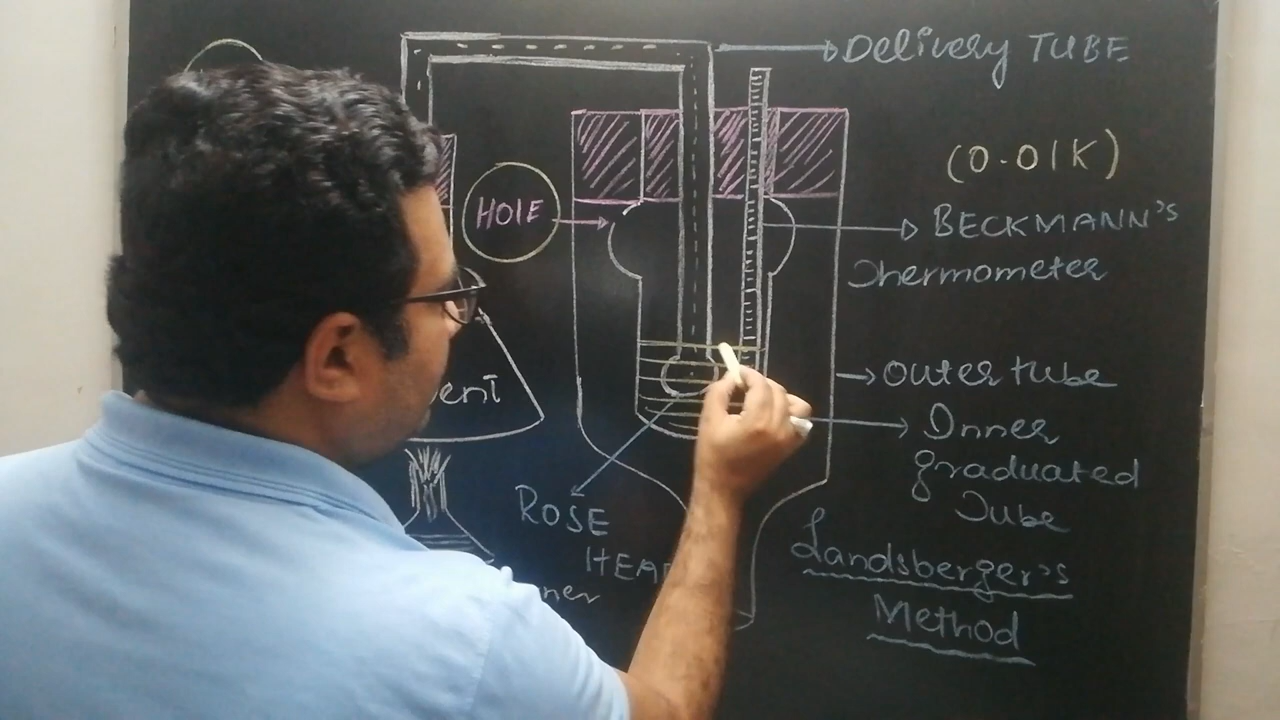 Delivery TUBE
(0.01K)
HOlE
BECKMANN's
Thermometer
Outer tube
Inner
graduated
Tube
ROSE
Landsberger's
Method